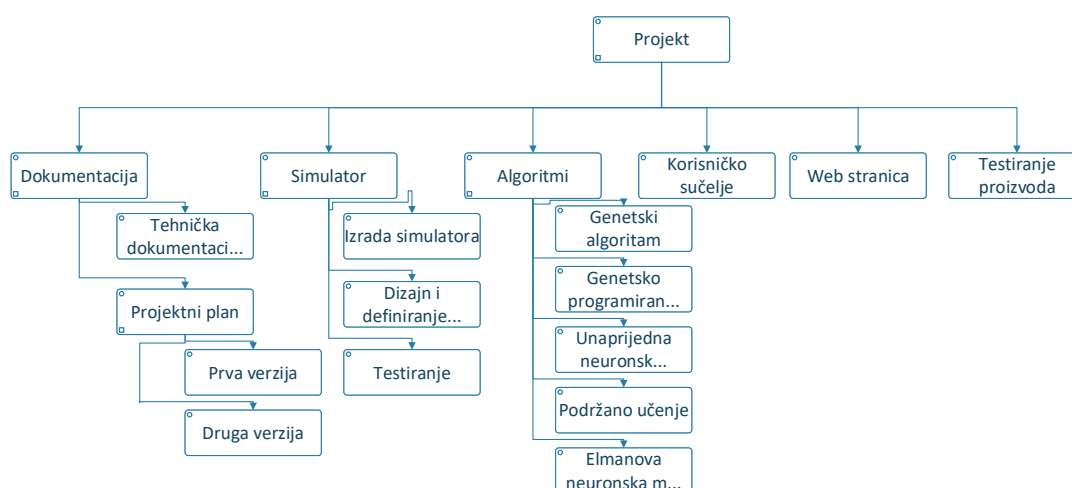 Projekt
Dokumentacija
Simulator
Algoritmi
Korisničko
sučelje
Web stranica
Testiranje
proizvoda
Tehnička
dokumentaci...
Projektni plan
Prva verzija
Druga verzija
Izrada simulatora
Dizajn i
definiranje...
Testiranje
Genetski
algoritam
Genetsko
programiran...
Unaprijedna
neuronsk...
Podržano učenje
Elmanova
neuronska m...